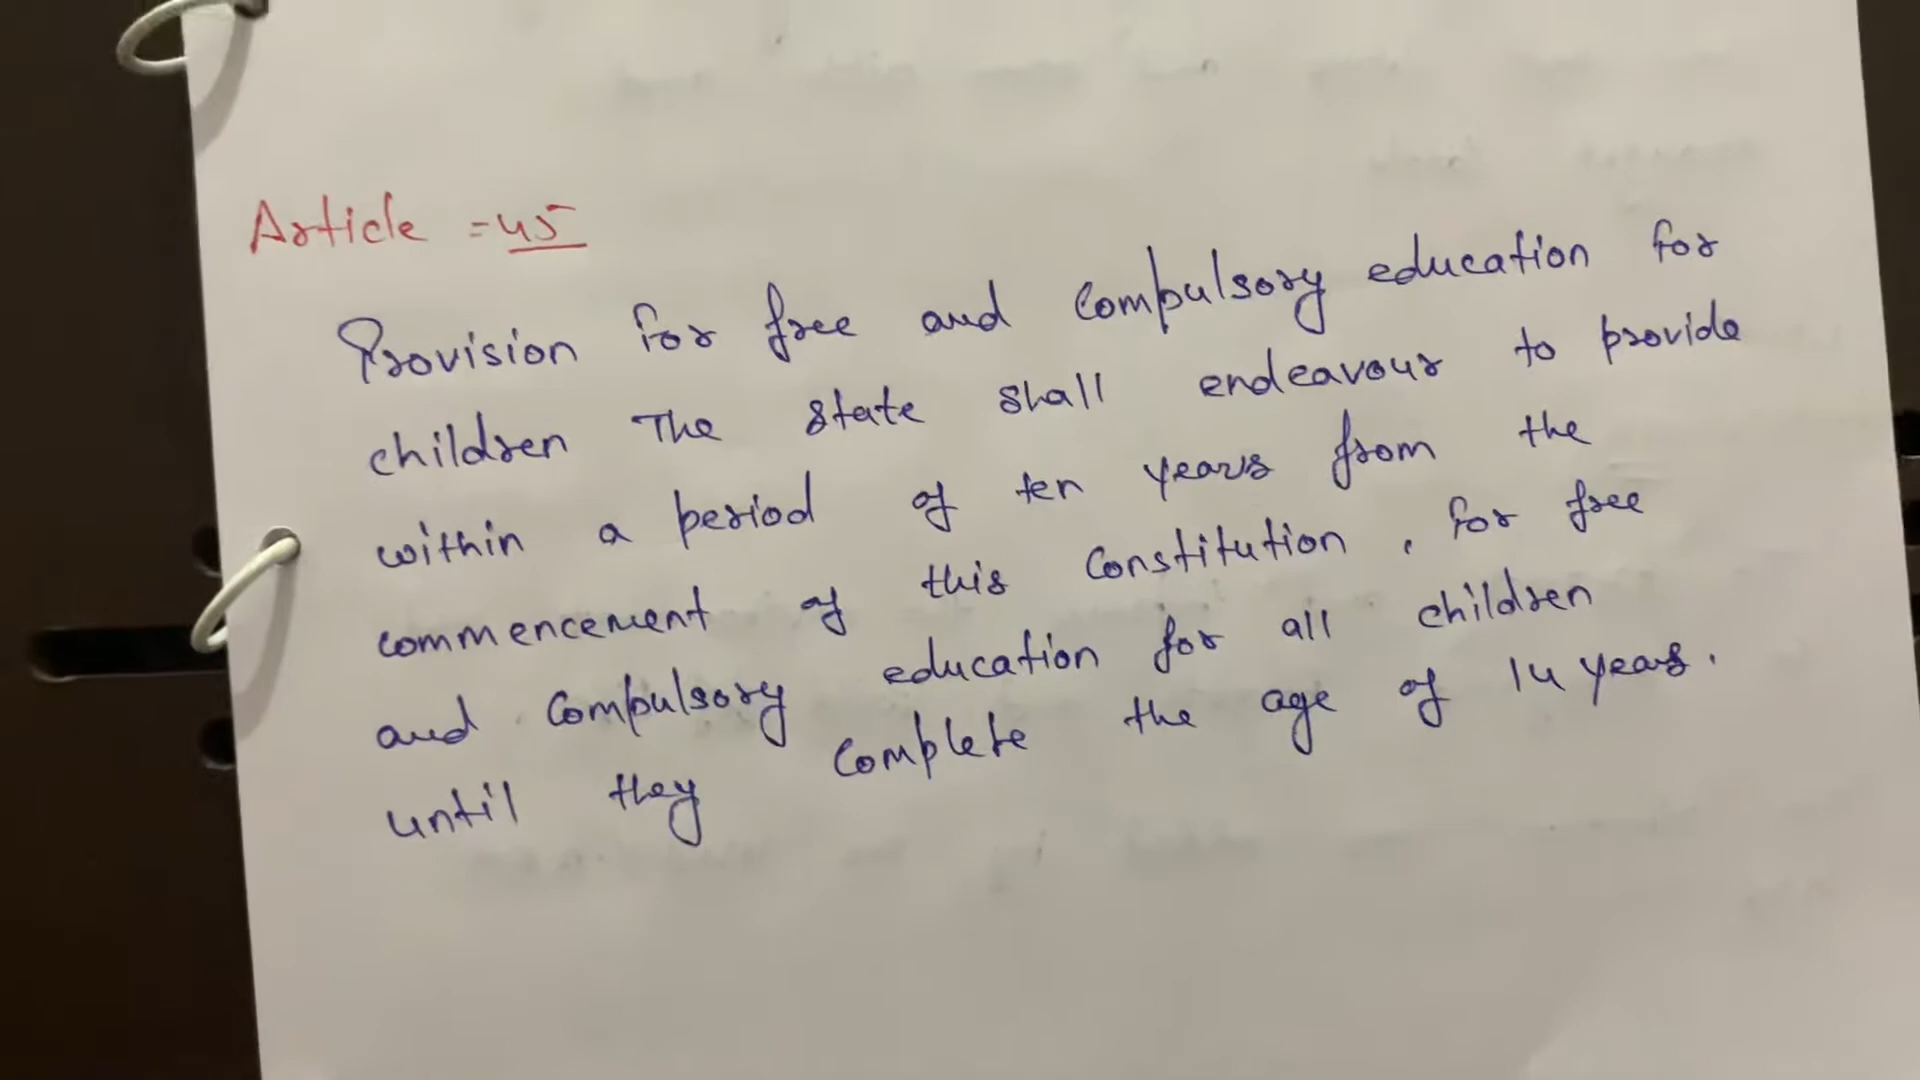 Article = 45
Provision for free and compulsory education for
children The state shall endeavour to provide
within a period of ten years from the
commencement of this Constitution, for free
and compulsory education for all children
until they complete the age of 14 years.